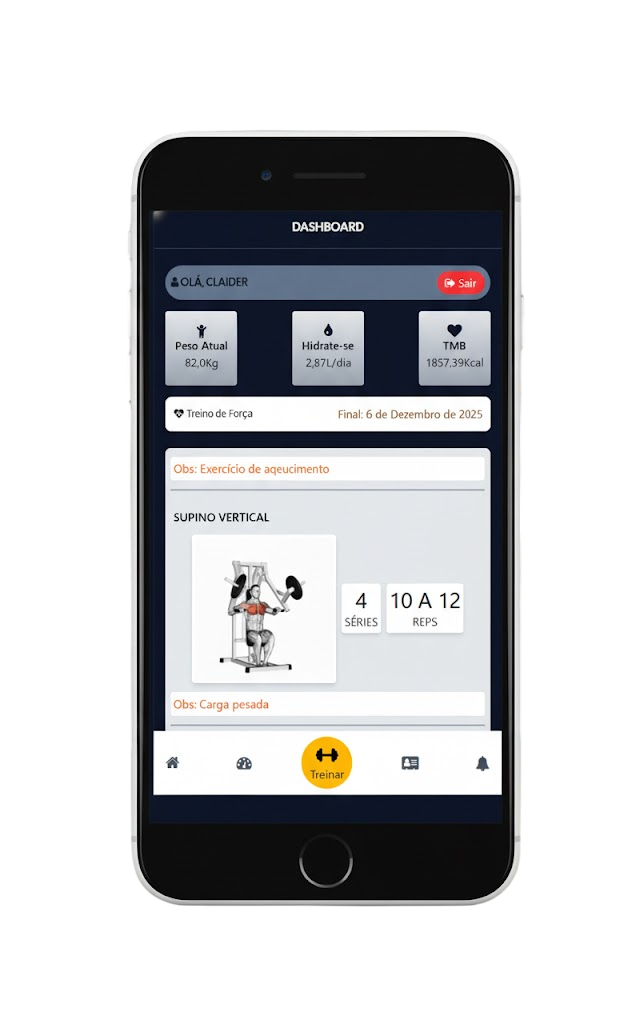 DASHBOARD
OLÁ, CLAIDER
Sair
Peso Atual
82,0Kg
Hidrate-se
2,87L/dia
TMB
1857,39Kcal
Treino de Força
Final: 6 de Dezembro de 2025
Obs: Exercício de aqeucimento
SUPINO VERTICAL
4
SÉRIES
10 A 12
REPS
Obs: Carga pesada
Treinar